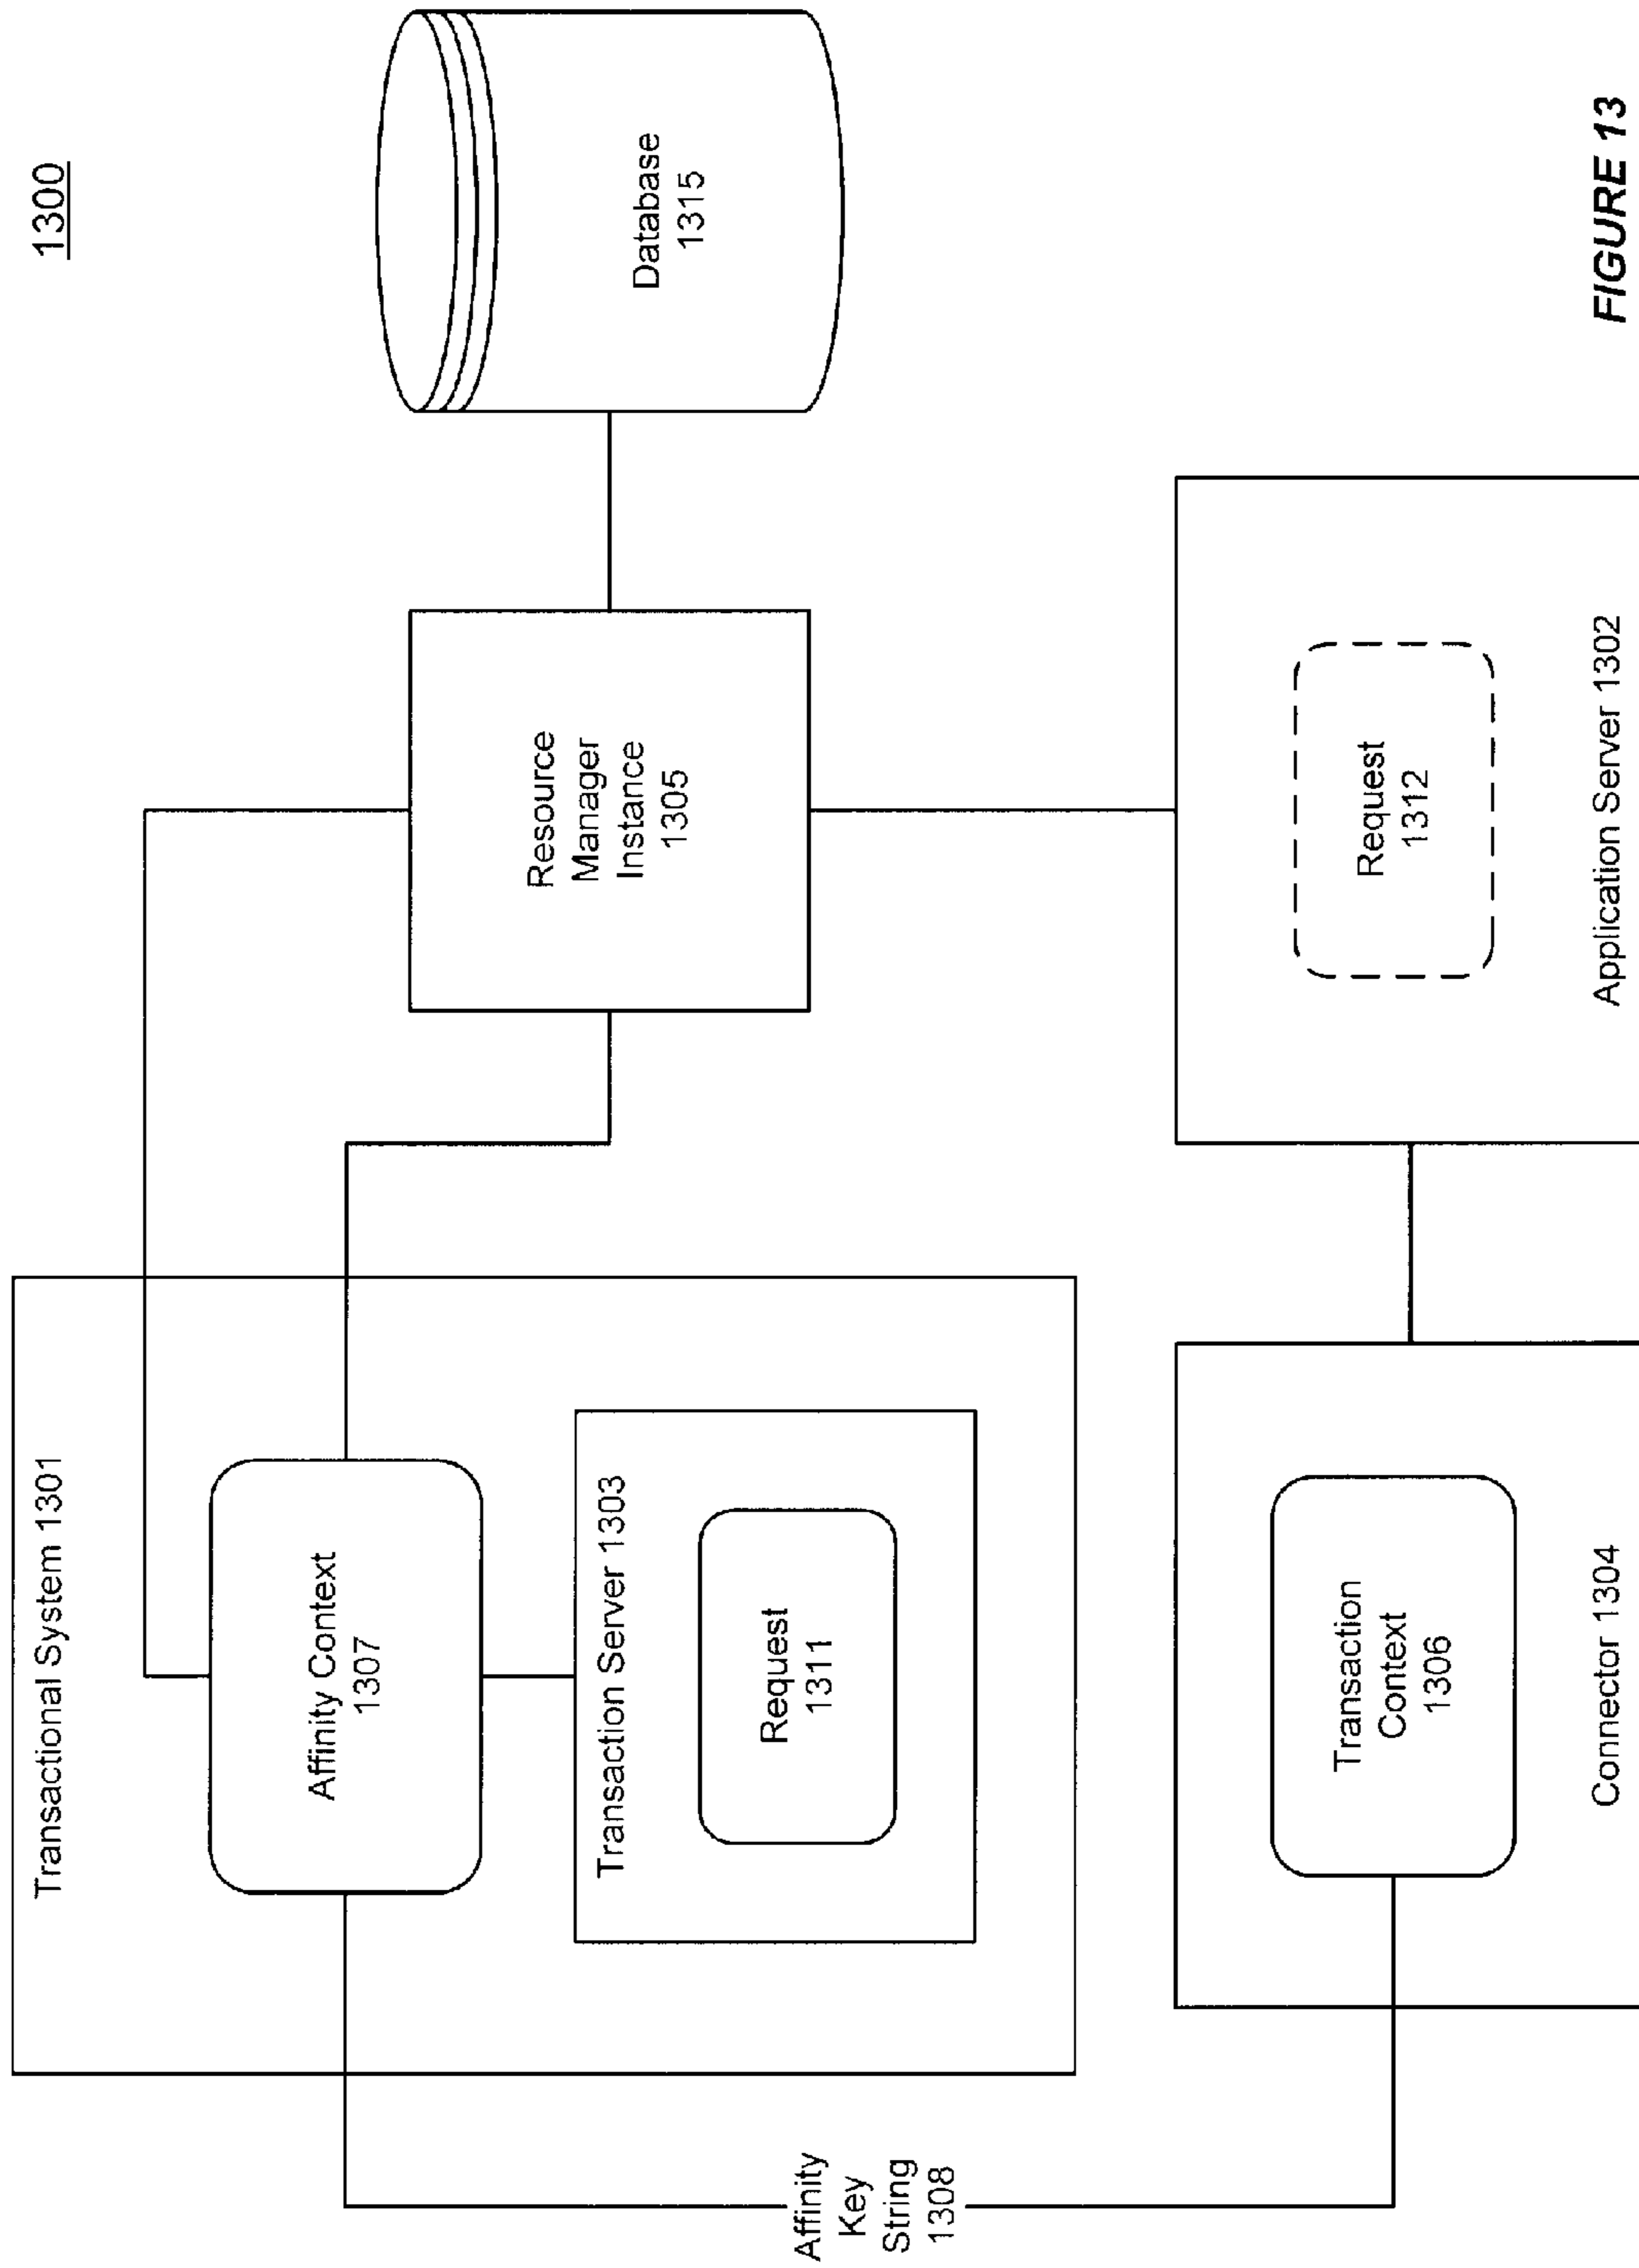 1300
Transactional System 1301
Affinity Context
1307
Transaction Server 1303
Request
1311
Affinity
Key
String
1308
Resource
Manager
Instance
1305
Database
1315
Transaction
Context
1306
Connector 1304
Request
1312
Application Server 1302
FIGURE 13